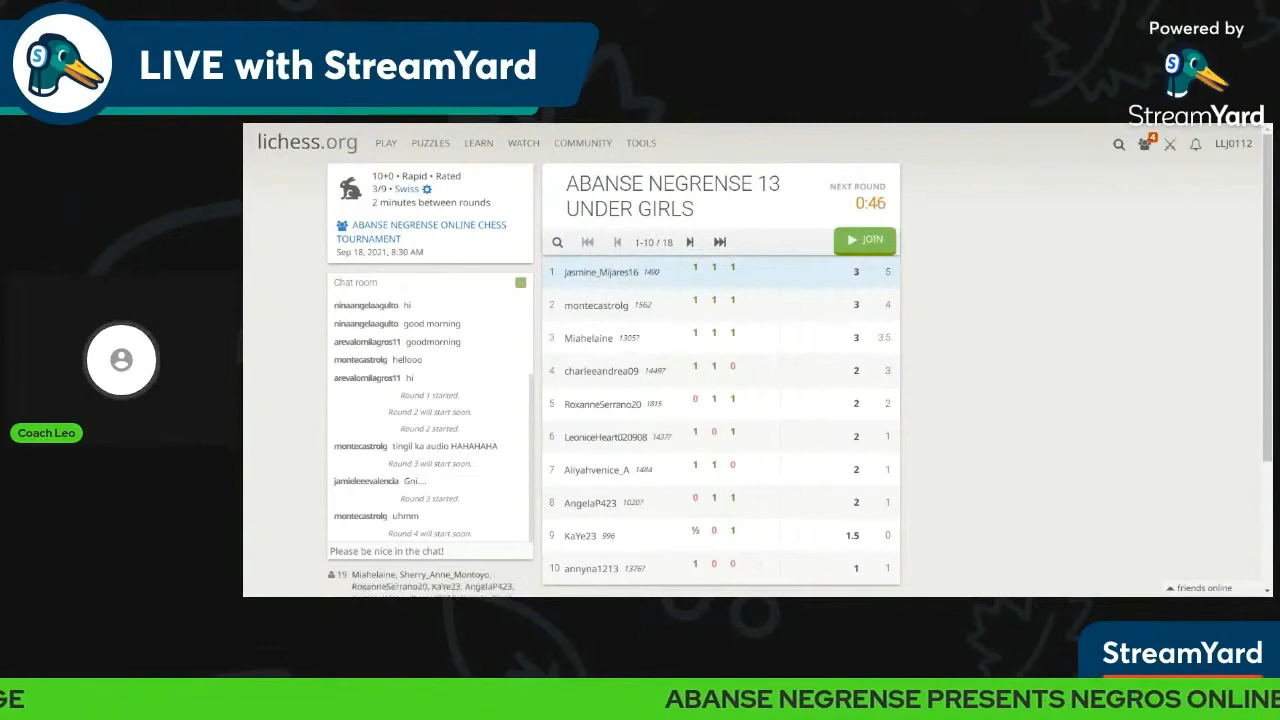 LIVE with StreamYard
Powered by
StreamYard
lichess.org PLAY PUZZLES LEARN WATCH COMMUNITY TOOLS
4 LLJ0112
10+0 • Rapid • Rated
3/9 • Swiss
2 minutes between rounds
ABANSE NEGRENSE ONLINE CHESS
TOURNAMENT
Sep 18, 2021, 8:30 AM
Chat room
ninaangelaagulto hi
ninaangelaagulto good morning
arevalomilagros11 goodmorning
montecastrolg hellooo
arevalomilagros11 hi
Round 1 started.
Round 2 will start soon.
Round 2 started.
montecastrolg tingil ka audio HAHAHAHA
Round 3 will start soon.
jamieleeevalencia Gni....
Round 3 started.
montecastrolg uhmm
Round 4 will start soon.
Please be nice in the chat!
19 Miahelaine, Sherry_Anne_Montoyo,
RoxanneSerrano20, KaYe23, AngelaP423,
ABANSE NEGRENSE 13
UNDER GIRLS
NEXT ROUND
0:46
1-10 / 18
JOIN
1 Jasmine_Mijares16 1490 1 1 1 3 5
2 montecastrolg 1562 1 1 1 3 4
3 Miahelaine 1305? 1 1 1 3 3.5
4 charleeandrea09 1449? 1 1 0 2 3
5 RoxanneSerrano20 1815 0 1 1 2 2
6 LeoniceHeart020908 1437? 1 0 1 2 1
7 Aliyahvenice_A 1484 1 1 0 2 1
8 AngelaP423 1020? 0 1 1 2 1
9 KaYe23 996 ½ 0 1 1.5 0
10 annyna1213 1376? 1 0 0 1 1
friends online
Coach Leo
StreamYard
GE ABANSE NEGRENSE PRESENTS NEGROS ONLINE